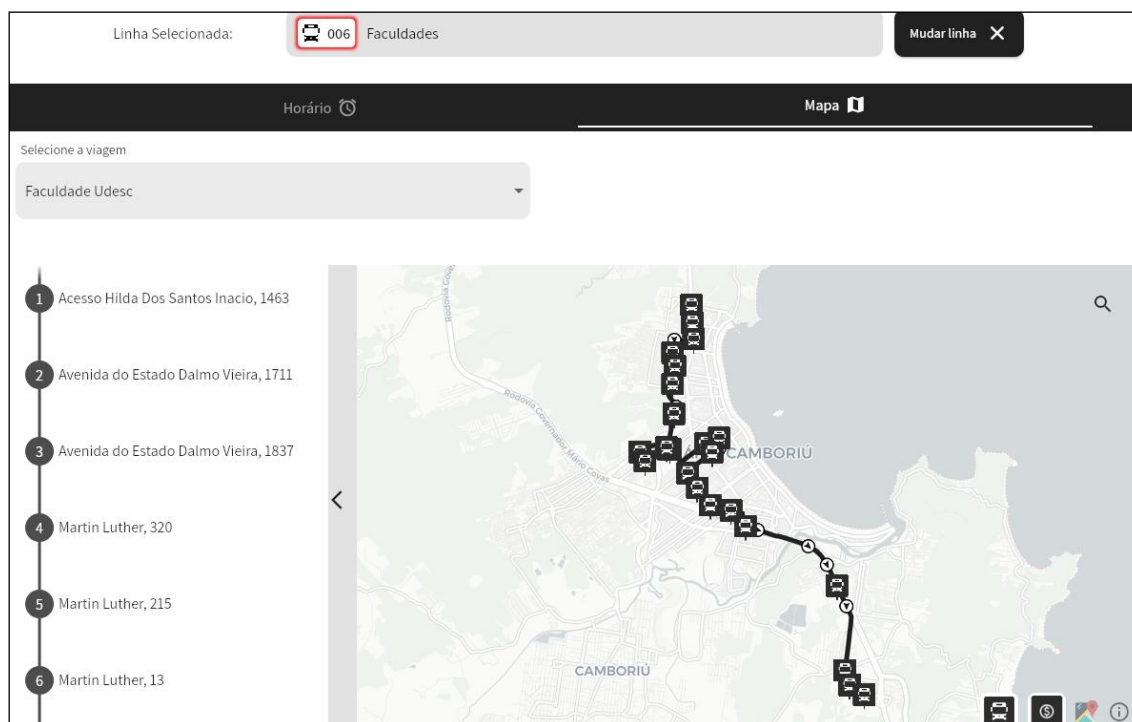 Linha Selecionada:
006 Faculdades
Mudar linha
Horário
Mapa
Selecione a viagem
Faculdade Udesc
1 Acesso Hilda Dos Santos Inacio, 1463
2 Avenida do Estado Dalmo Vieira, 1711
3 Avenida do Estado Dalmo Vieira, 1837
4 Martin Luther, 320
5 Martin Luther, 215
6 Martin Luther, 13
Rodovia Governador Mário Covas
CAMBORIÚ
CAMBORIÚ